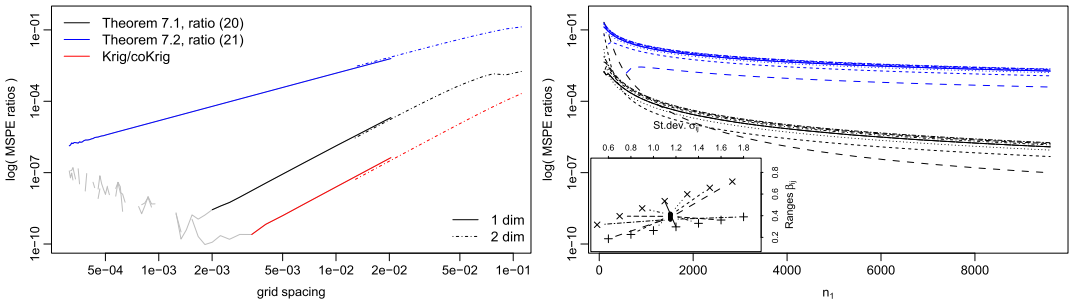 log( MSPE ratios )
1e−01
1e−04
1e−07
1e−10
Theorem 7.1, ratio (20)
Theorem 7.2, ratio (21)
Krig/coKrig
1 dim
2 dim
5e−04 1e−03 2e−03 5e−03 1e−02 2e−02 5e−02 1e−01
grid spacing
log( MSPE ratios )
1e−01
1e−04
1e−07
1e−10
St.dev. σij
0.6 0.8 1.0 1.2 1.4 1.6 1.8
0.8
0.6
0.4
0.2
Ranges βij
0 2000 4000 6000 8000
n1